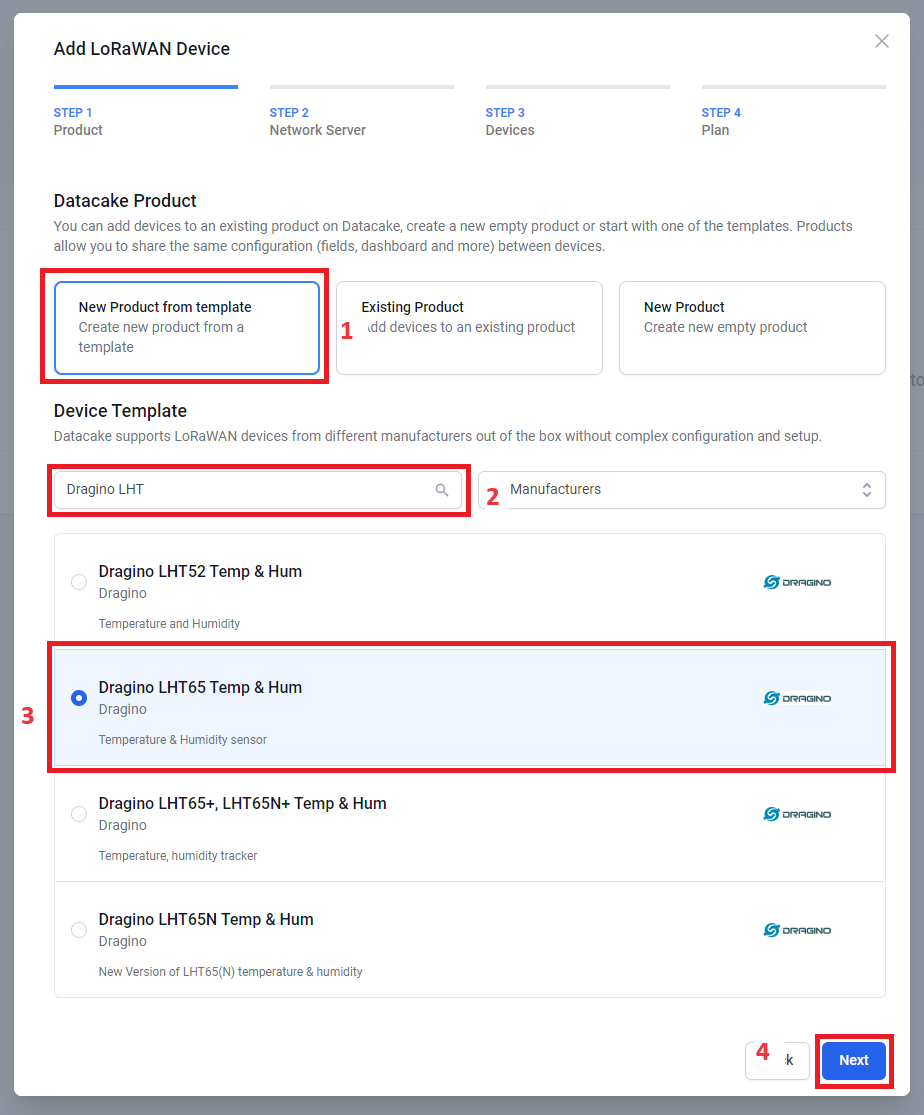 Add LoRaWAN Device
STEP 1
Product
STEP 2
Network Server
STEP 3
Devices
STEP 4
Plan
Datacake Product
You can add devices to an existing product on Datacake, create a new empty product or start with one of the templates. Products
allow you to share the same configuration (fields, dashboard and more) between devices.
New Product from template
Create new product from a
template
1
Existing Product
dd devices to an existing product
New Product
Create new empty product
to
Device Template
Datacake supports LoRaWAN devices from different manufacturers out of the box without complex configuration and setup.
Dragino LHT
2
Manufacturers
Dragino LHT52 Temp & Hum
Dragino
Temperature and Humidity
DRAGINO
3
Dragino LHT65 Temp & Hum
Dragino
Temperature & Humidity sensor
DRAGINO
Dragino LHT65+, LHT65N+ Temp & Hum
Dragino
Temperature, humidity tracker
DRAGINO
Dragino LHT65N Temp & Hum
Dragino
New Version of LHT65(N) temperature & humidity
DRAGINO
4
k
Next